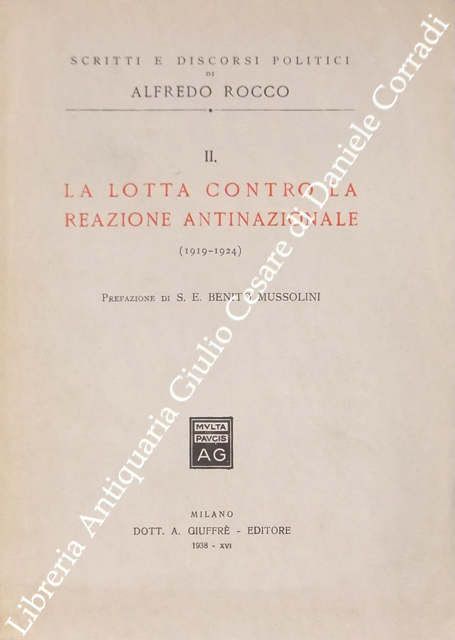 SCRITTI E DISCORSI POLITICI
DI
ALFREDO ROCCO
II.
LA LOTTA CONTRO LA
REAZIONE ANTINAZIONALE
(1919-1924)
PREFAZIONE DI S. E. BENITO MUSSOLINI
MVLTA
PAVCIS
AG
MILANO
DOTT. A. GIUFFRÈ - EDITORE
1938 - XVI
Libreria Antiquaria Giulio Cesare di Daniele Corradi